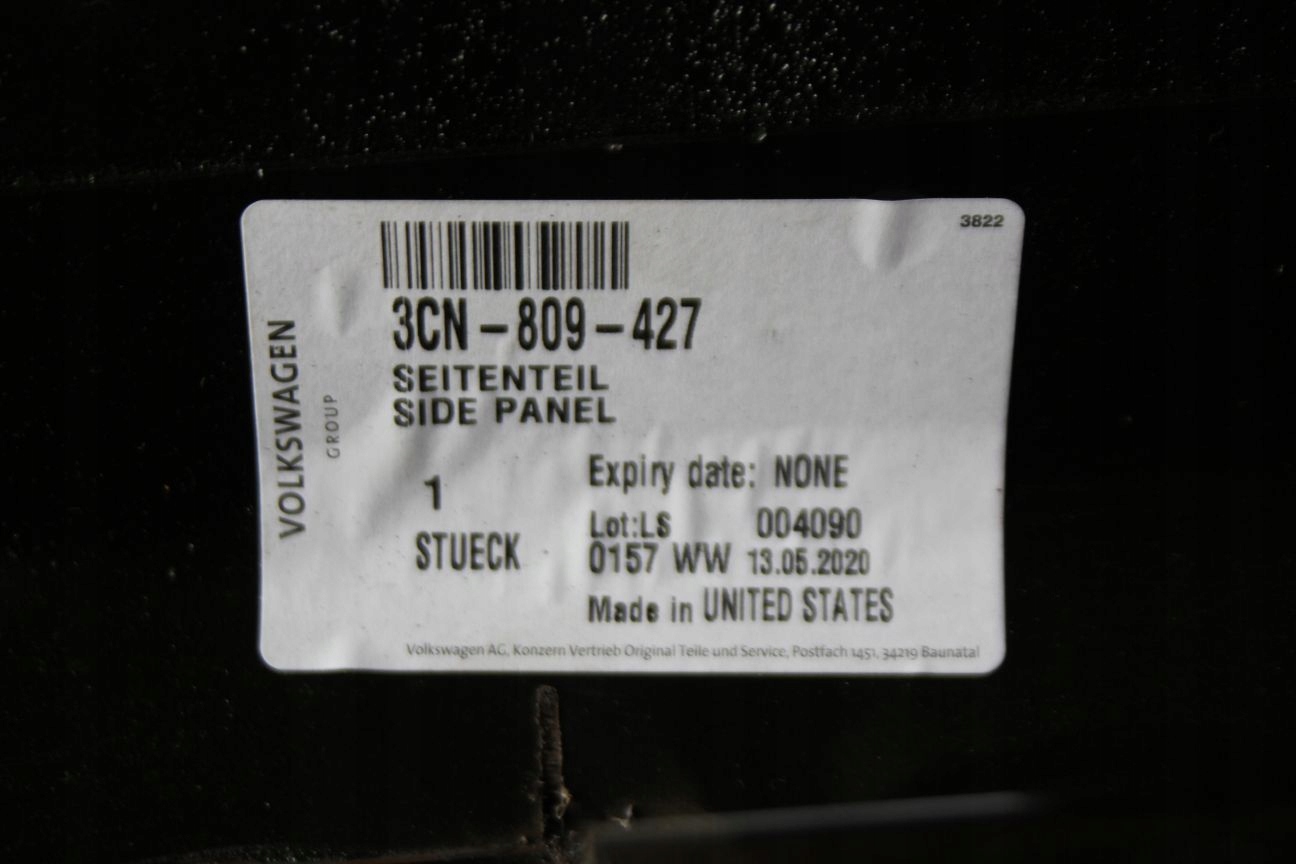 3822
VOLKSWAGEN
GROUP
3CN-809-427
SEITENTEIL
SIDE PANEL
1
STUECK
Expiry date: NONE
Lot:LS 004090
0157 WW 13.05.2020
Made in UNITED STATES
Volkswagen AG, Konzern Vertrieb Original Teile und Service, Postfach 1451, 34219 Baunatal